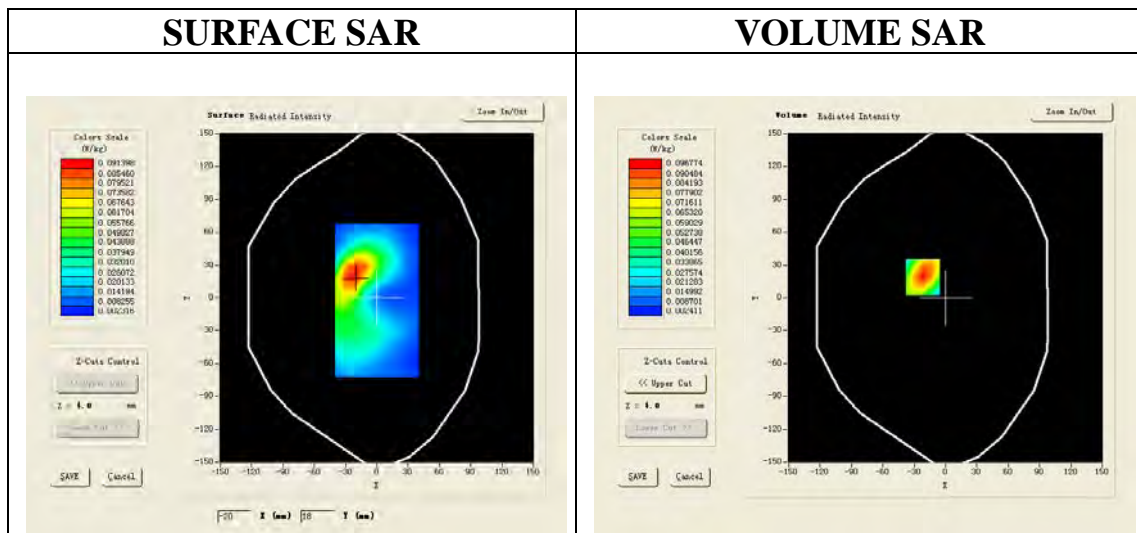 SURFACE SAR
Surface Radiated Intensity
Zoom In/Out
Colors Scale
(W/kg)
0.091398
0.085460
0.079521
0.073582
0.067643
0.061704
0.055766
0.049827
0.043888
0.037949
0.032010
0.026072
0.020133
0.014194
0.008255
0.002316
150
120
90
60
30
0
-30
-60
-90
-120
-150
-150 -120 -90 -60 -30 0 30 60 90 120 150
Z-Cuts Control
Z = 4.0 mm
SAVE Cancel
-20 X (mm) 18 Y (mm)
VOLUME SAR
Volume Radiated Intensity
Zoom In/Out
Colors Scale
(W/kg)
0.096774
0.090484
0.084193
0.077902
0.071611
0.065320
0.059029
0.052738
0.046447
0.040156
0.033865
0.027574
0.021283
0.014992
0.008701
0.002411
150
120
90
60
30
0
-30
-60
-90
-120
-150
-150 -120 -90 -60 -30 0 30 60 90 120 150
Z-Cuts Control
<< Upper Cut
Z = 4.0 mm
Lower Cut >>
SAVE Cancel